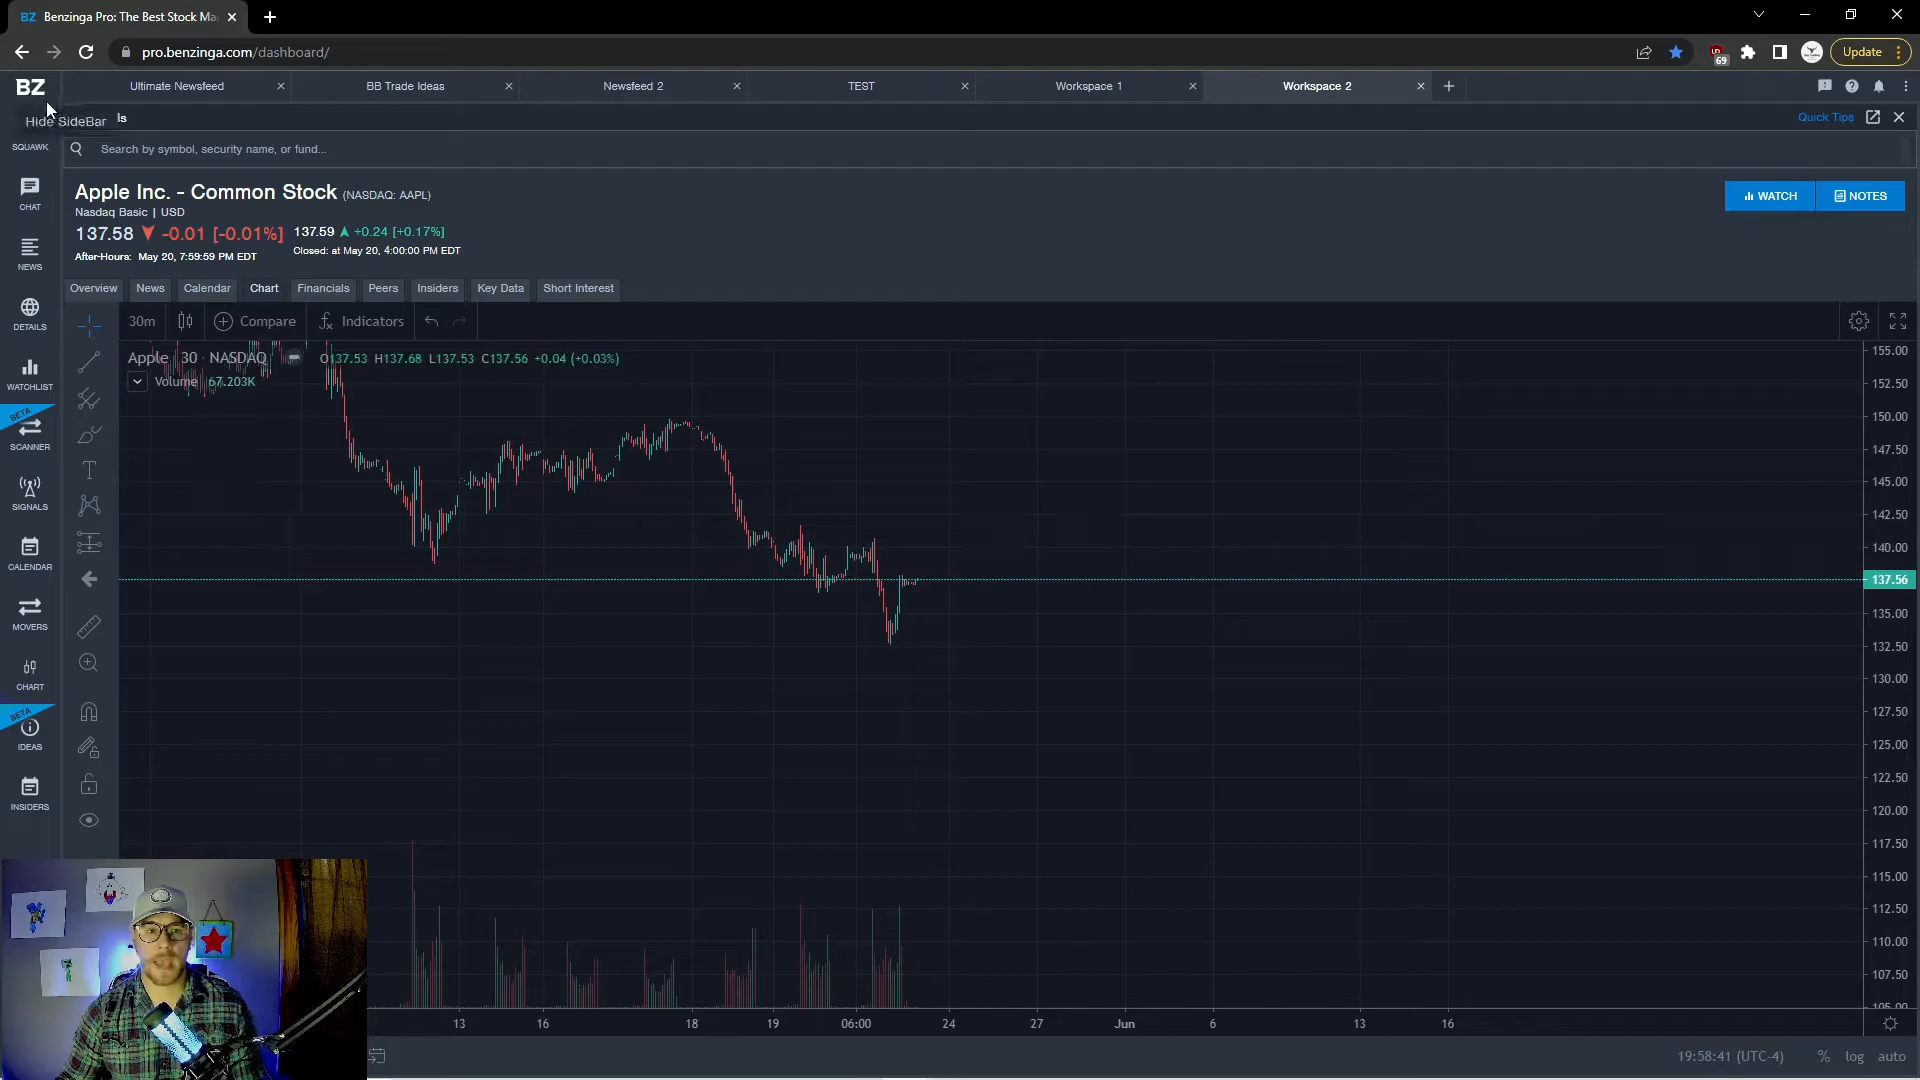 BZ Benzinga Pro: The Best Stock Ma
pro.benzinga.com/dashboard/
69
Update
BZ
Ultimate Newsfeed
BB Trade Ideas
Newsfeed 2
TEST
Workspace 1
Workspace 2
Hide SideBar
ls
Quick Tips
SQUAWK
CHAT
NEWS
DETAILS
WATCHLIST
BETA
SCANNER
SIGNALS
CALENDAR
MOVERS
CHART
BETA
IDEAS
INSIDERS
Search by symbol, security name, or fund...
Apple Inc. - Common Stock (NASDAQ: AAPL)
Nasdaq Basic | USD
137.58 -0.01 [-0.01%]
After-Hours: May 20, 7:59:59 PM EDT
137.59 +0.24 [+0.17%]
Closed: at May 20, 4:00:00 PM EDT
WATCH
NOTES
Overview
News
Calendar
Chart
Financials
Peers
Insiders
Key Data
Short Interest
30m
Compare
Indicators
Apple 30 · NASDAQ O137.53 H137.68 L137.53 C137.56 +0.04 (+0.03%)
Volume 67.203K
155.00
152.50
150.00
147.50
145.00
142.50
140.00
137.56
135.00
132.50
130.00
127.50
125.00
122.50
120.00
117.50
115.00
112.50
110.00
107.50
105.00
13 16 18 19 06:00 24 27 Jun 6 13 16
19:58:41 (UTC-4) % log auto